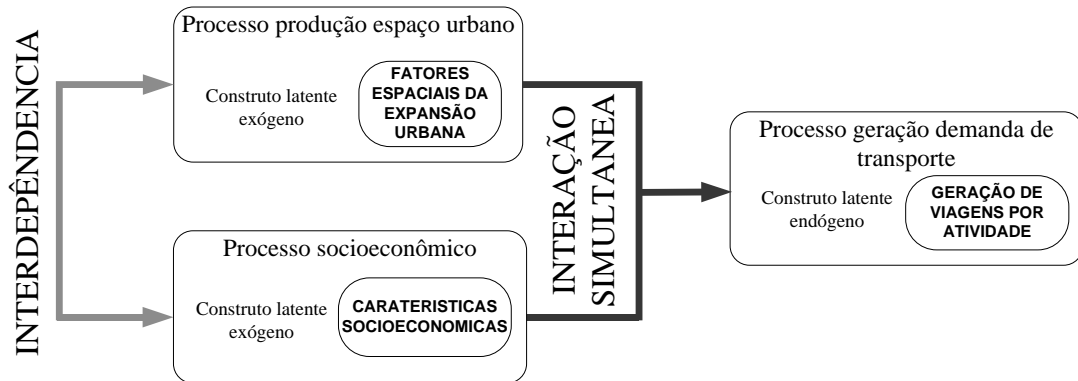 INTERDEPÊNDENCIA
Processo produção espaço urbano
Construto latente
exógeno
FATORES
ESPACIAIS DA
EXPANSÃO
URBANA
Processo socioeconômico
Construto latente
exógeno
CARATERISTICAS
SOCIOECONOMICAS
INTERAÇÃO
SIMULTANEA
Processo geração demanda de
transporte
Construto latente
endógeno
GERAÇÃO DE
VIAGENS POR
ATIVIDADE